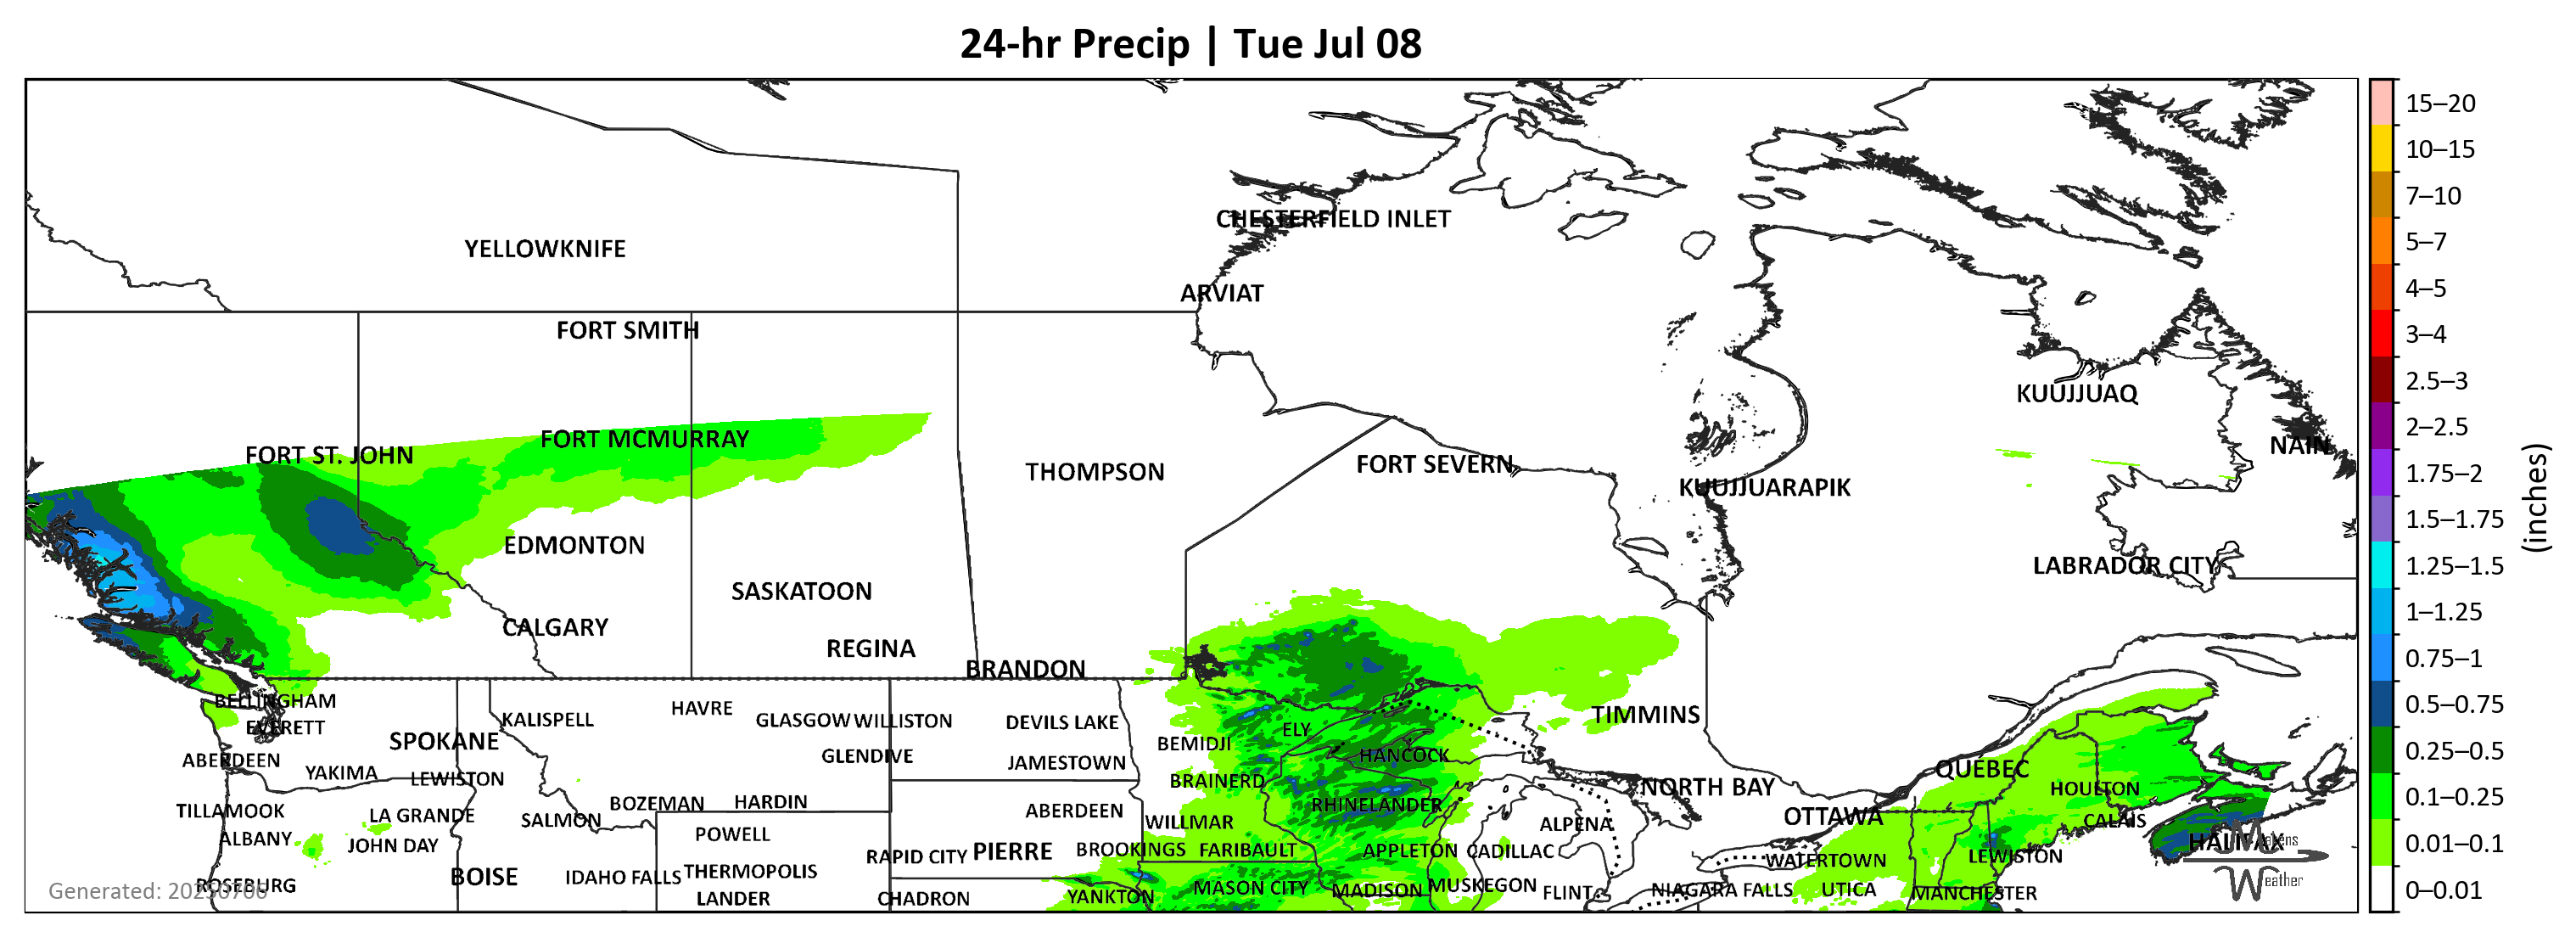 24-hr Precip | Tue Jul 08
15–20
10–15
7–10
5–7
4–5
3–4
2.5–3
2–2.5
1.75–2
1.5–1.75
1.25–1.5
1–1.25
0.75–1
0.5–0.75
0.25–0.5
0.1–0.25
0.01–0.1
0–0.01
(inches)
CHESTERFIELD INLET
YELLOWKNIFE
ARVIAT
FORT SMITH
KUUJJUAQ
FORT MCMURRAY
NAIN
FORT ST. JOHN
FORT SEVERN
THOMPSON
KUUJJUARAPIK
EDMONTON
LABRADOR CITY
SASKATOON
CALGARY
REGINA
BRANDON
BELLINGHAM
HAVRE
TIMMINS
KALISPELL
GLASGOW WILLISTON
DEVILS LAKE
EVERETT
ELY
SPOKANE
BEMIDJI
GLENDIVE
HANCOCK
ABERDEEN
JAMESTOWN
QUÉBEC
YAKIMA
LEWISTON
BRAINERD
NORTH BAY
HOULTON
BOZEMAN
HARDIN
RHINELANDER
TILLAMOOK
LA GRANDE
SALMON
ABERDEEN
WILLMAR
ALPENA
OTTAWA
CALAIS
ALBANY
JOHN DAY
POWELL
HALIFAX
RAPID CITY
PIERRE
BROOKINGS
FARIBAULT
APPLETON
CADILLAC
WATERTOWN
LEWISTON
THERMOPOLIS
BOISE
IDAHO FALLS
ROSEBURG
MASON CITY
MADISON
MUSKEGON
FLINT
NIAGARA FALLS
UTICA
MANCHESTER
LANDER
CHADRON
YANKTON
Weather